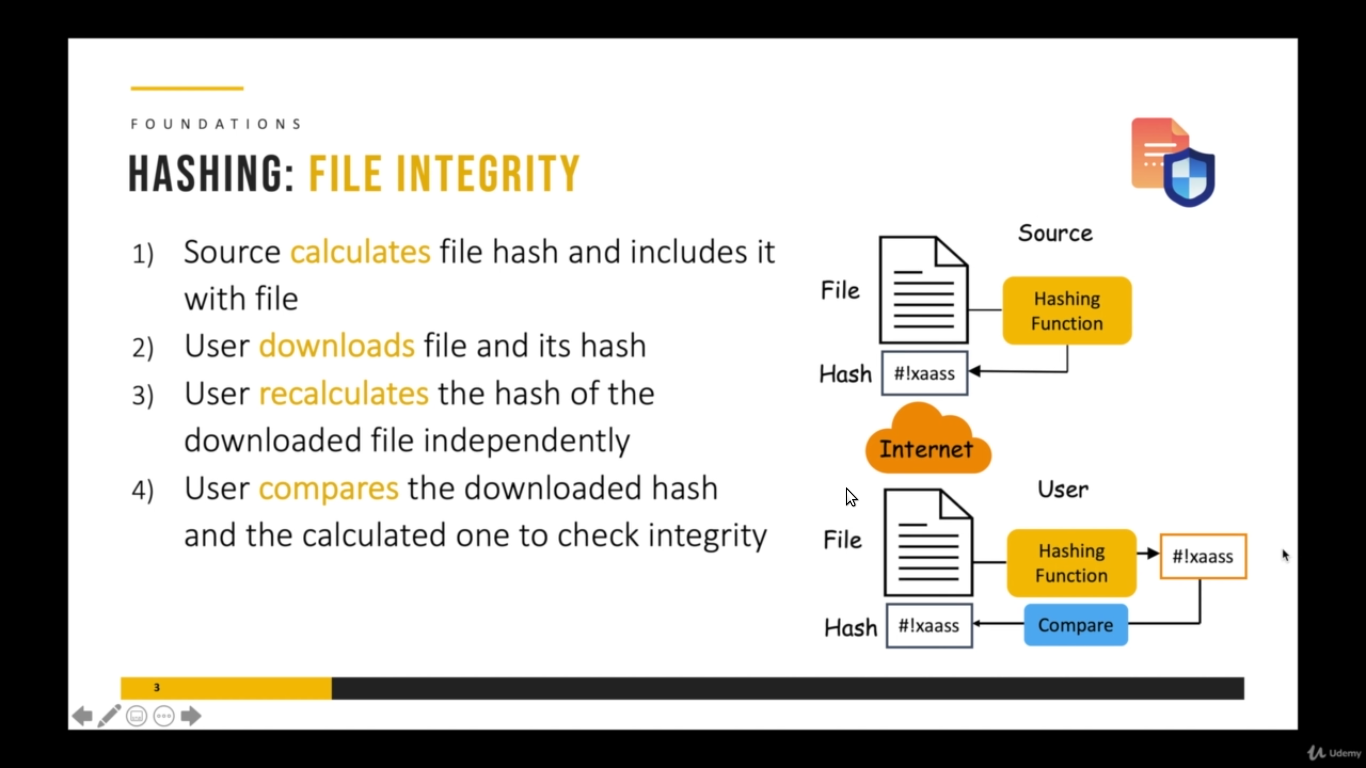 FOUNDATIONS
HASHING: FILE INTEGRITY
1) Source calculates file hash and includes it
with file
2) User downloads file and its hash
3) User recalculates the hash of the
downloaded file independently
4) User compares the downloaded hash
and the calculated one to check integrity
Source
File
Hashing
Function
Hash
#!xaass
Internet
User
File
Hashing
Function
#!xaass
Hash
#!xaass
Compare
3
Udemy